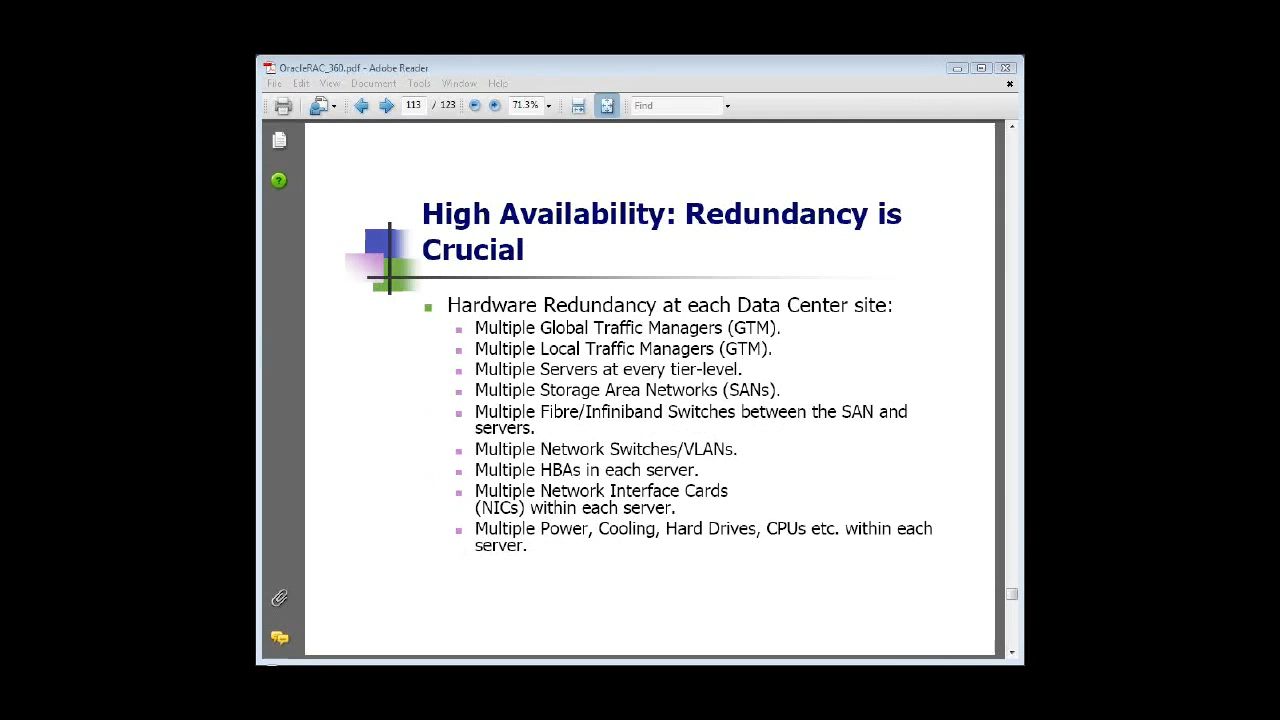 OracleRAC_360.pdf - Adobe Reader
File Edit View Document Tools Window Help
113 / 123 71.3% Find
High Availability: Redundancy is
Crucial
Hardware Redundancy at each Data Center site:
Multiple Global Traffic Managers (GTM).
Multiple Local Traffic Managers (GTM).
Multiple Servers at every tier-level.
Multiple Storage Area Networks (SANs).
Multiple Fibre/Infiniband Switches between the SAN and
servers.
Multiple Network Switches/VLANs.
Multiple HBAs in each server.
Multiple Network Interface Cards
(NICs) within each server.
Multiple Power, Cooling, Hard Drives, CPUs etc. within each
server.